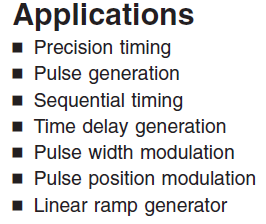 Applications
■ Precision timing
■ Pulse generation
■ Sequential timing
■ Time delay generation
■ Pulse width modulation
■ Pulse position modulation
■ Linear ramp generator